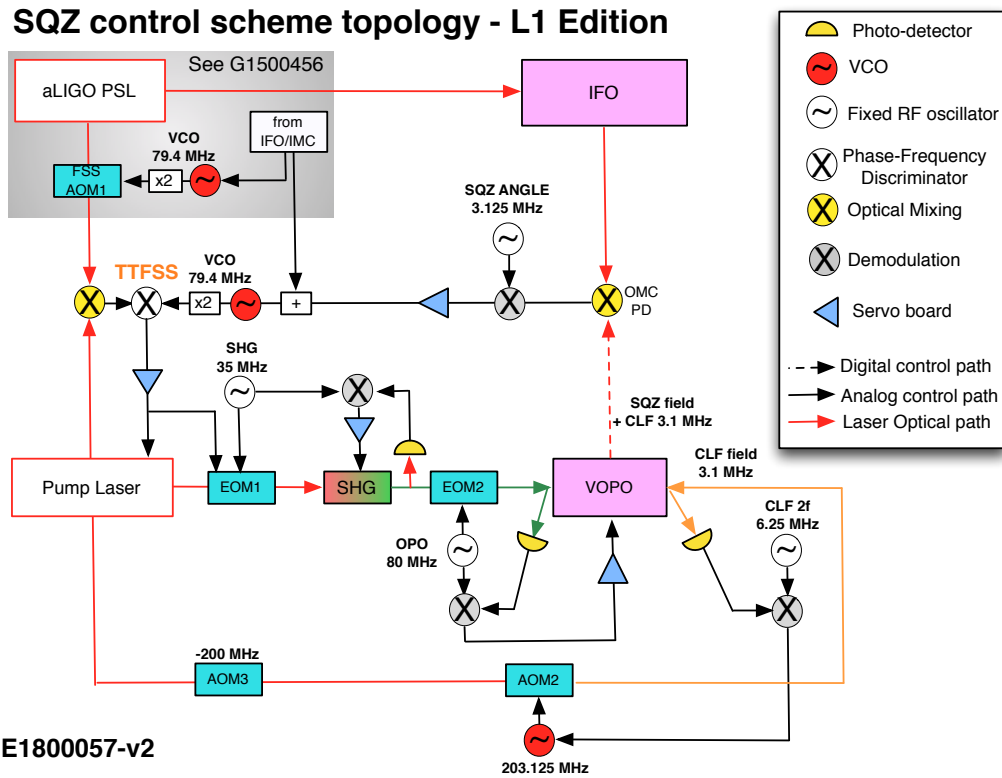 SQZ control scheme topology - L1 Edition
See G1500456
aLIGO PSL
IFO
from
IFO/IMC
VCO
79.4 MHz
FSS
AOM1
x2
~
SQZ ANGLE
3.125 MHz
~
TTFSS
VCO
79.4 MHz
X
X
x2
~
+
X
X
OMC
PD
SHG
35 MHz
~
X
SQZ field
+ CLF 3.1 MHz
CLF field
3.1 MHz
Pump Laser
EOM1
SHG
EOM2
VOPO
CLF 2f
6.25 MHz
OPO
80 MHz
~
~
X
X
-200 MHz
AOM3
AOM2
~
203.125 MHz
E1800057-v2
Photo-detector
~
VCO
~
Fixed RF oscillator
X
Phase-Frequency
Discriminator
X
Optical Mixing
X
Demodulation
Servo board
Digital control path
Analog control path
Laser Optical path